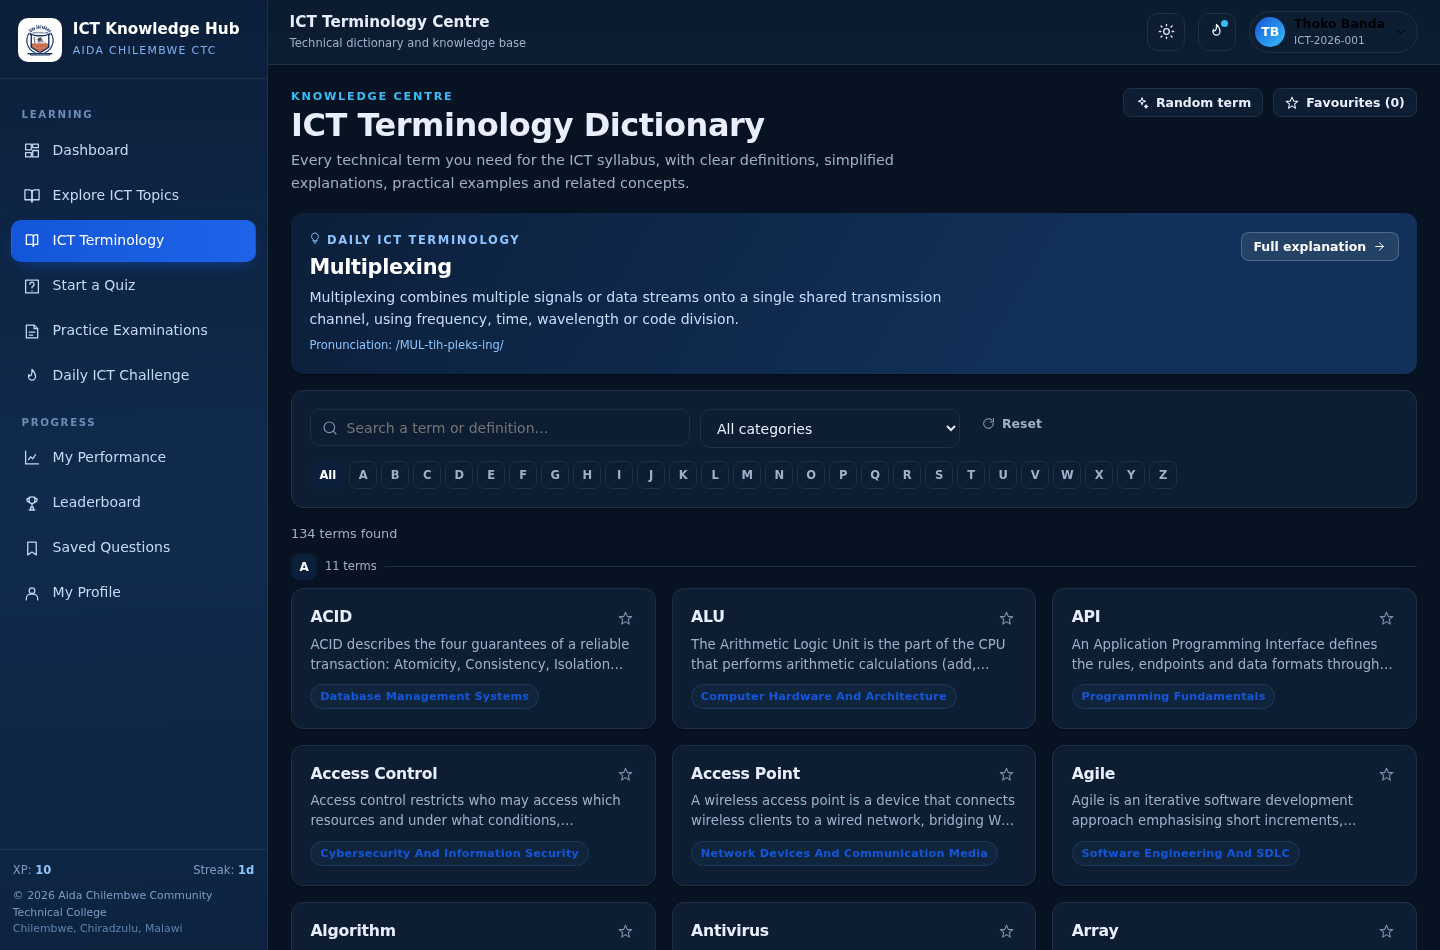 ICT Knowledge Hub
AIDA CHILEMBWE CTC
LEARNING
Dashboard
Explore ICT Topics
ICT Terminology
Start a Quiz
Practice Examinations
Daily ICT Challenge
PROGRESS
My Performance
Leaderboard
Saved Questions
My Profile
XP: 10
Streak: 1d
© 2026 Aida Chilembwe Community
Technical College
Chilembwe, Chiradzulu, Malawi
ICT Terminology Centre
Technical dictionary and knowledge base
TB
Thoko Banda
ICT-2026-001
KNOWLEDGE CENTRE
ICT Terminology Dictionary
Every technical term you need for the ICT syllabus, with clear definitions, simplified
explanations, practical examples and related concepts.
Random term
Favourites (0)
DAILY ICT TERMINOLOGY
Multiplexing
Multiplexing combines multiple signals or data streams onto a single shared transmission
channel, using frequency, time, wavelength or code division.
Pronunciation: /MUL-tih-pleks-ing/
Full explanation
Search a term or definition...
All categories
Reset
All A B C D E F G H I J K L M N O P Q R S T U V W X Y Z
134 terms found
A 11 terms
ACID
ACID describes the four guarantees of a reliable
transaction: Atomicity, Consistency, Isolation...
Database Management Systems
ALU
The Arithmetic Logic Unit is the part of the CPU
that performs arithmetic calculations (add,...
Computer Hardware And Architecture
API
An Application Programming Interface defines
the rules, endpoints and data formats through...
Programming Fundamentals
Access Control
Access control restricts who may access which
resources and under what conditions,...
Cybersecurity And Information Security
Access Point
A wireless access point is a device that connects
wireless clients to a wired network, bridging W...
Network Devices And Communication Media
Agile
Agile is an iterative software development
approach emphasising short increments,...
Software Engineering And SDLC
Algorithm
Antivirus
Array